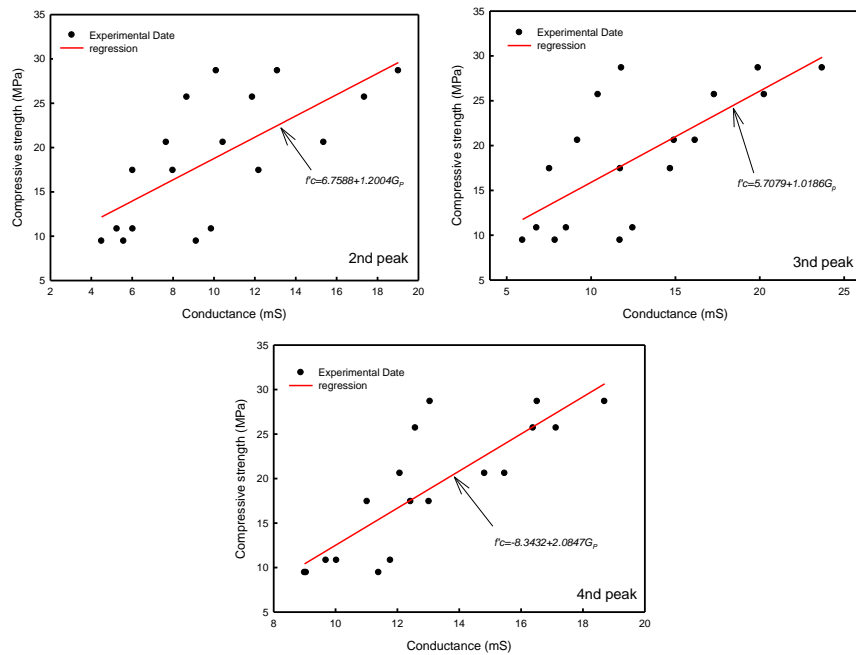 35
30
25
20
15
10
5
Compressive strength (MPa)
Experimental Date
regression
f'c=6.7588+1.2004G_P
2nd peak
2 4 6 8 10 12 14 16 18 20
Conductance (mS)
35
30
25
20
15
10
5
Compressive strength (MPa)
Experimental Date
regression
f'c=5.7079+1.0186G_p
3nd peak
5 10 15 20 25
Conductance (mS)
35
30
25
20
15
10
5
Compressive strength (MPa)
Experimental Date
regression
f'c=-8.3432+2.0847G_P
4nd peak
8 10 12 14 16 18 20
Conductance (mS)